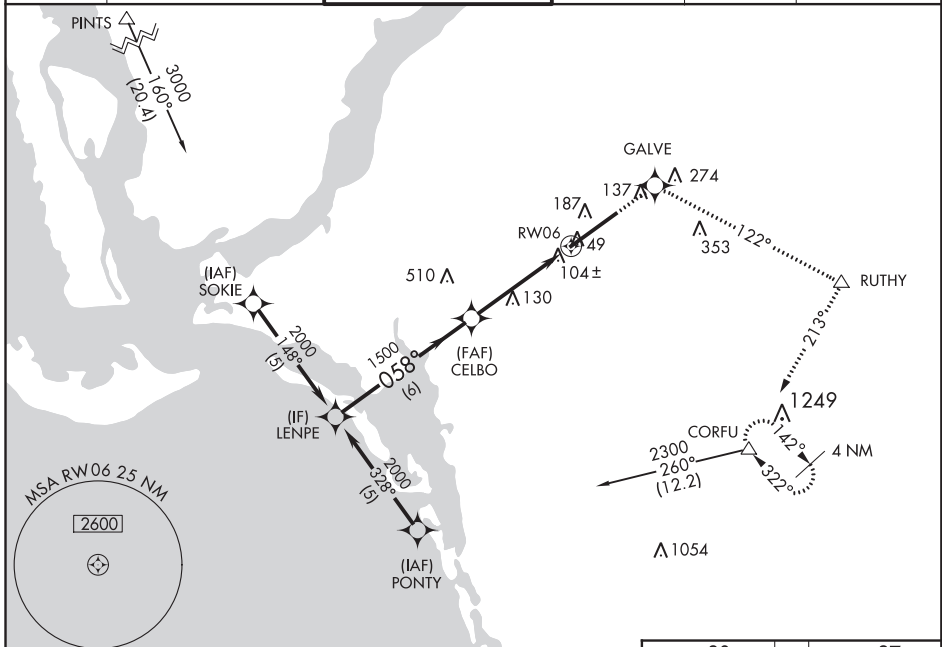 PINTS
3000
160°
(20.4)
GALVE
274
137
187
RW06
49
353
122°
104±
510
130
RUTHY
(IAF)
SOKIE
2000
148°
(5)
1500
058°
(6)
(FAF)
CELBO
213°
(IF)
LENPE
1249
CORFU
142°
4 NM
322°
2300
260°
(12.2)
2000
328°
(5)
MSA RW06 25 NM
2600
1054
(IAF)
PONTY